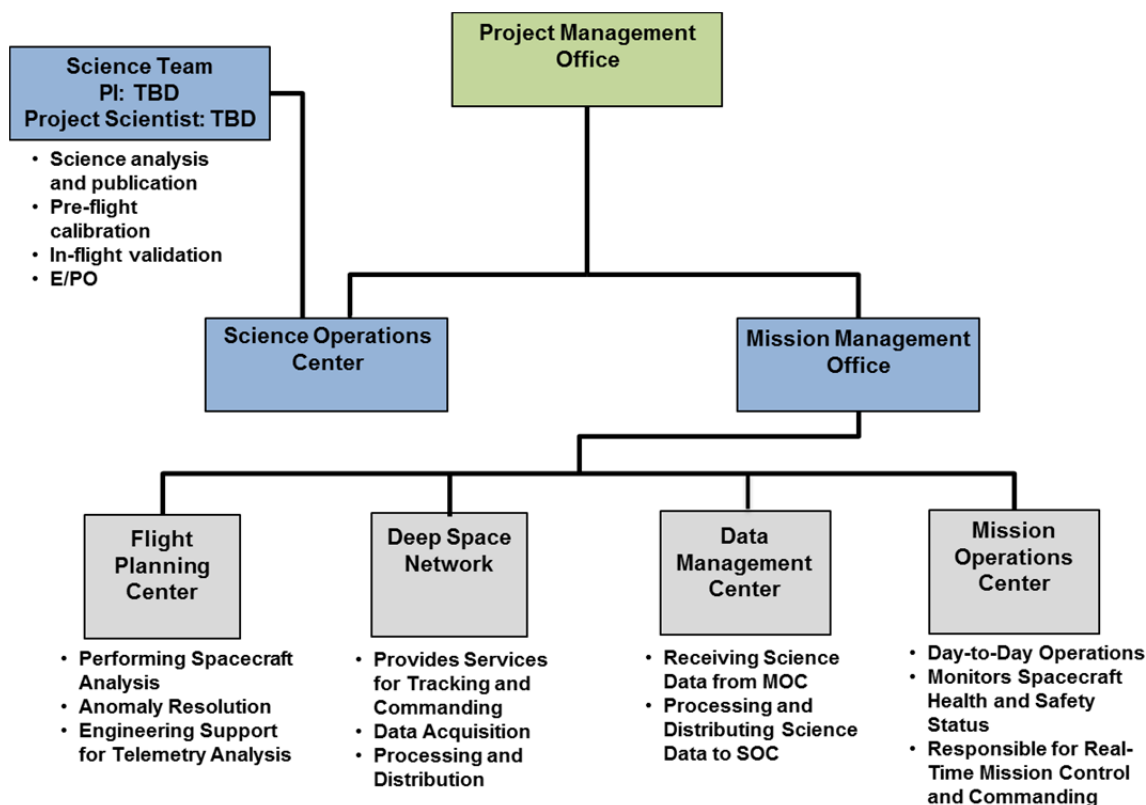 Project Management
Office
Science Team
PI: TBD
Project Scientist: TBD
• Science analysis
and publication
• Pre-flight
calibration
• In-flight validation
• E/PO
Science Operations
Center
Mission Management
Office
Flight
Planning
Center
• Performing Spacecraft
Analysis
• Anomaly Resolution
• Engineering Support
for Telemetry Analysis
Deep Space
Network
• Provides Services
for Tracking and
Commanding
• Data Acquisition
• Processing and
Distribution
Data
Management
Center
• Receiving Science
Data from MOC
• Processing and
Distributing Science
Data to SOC
Mission
Operations
Center
• Day-to-Day Operations
• Monitors Spacecraft
Health and Safety
Status
• Responsible for Real-
Time Mission Control
and Commanding